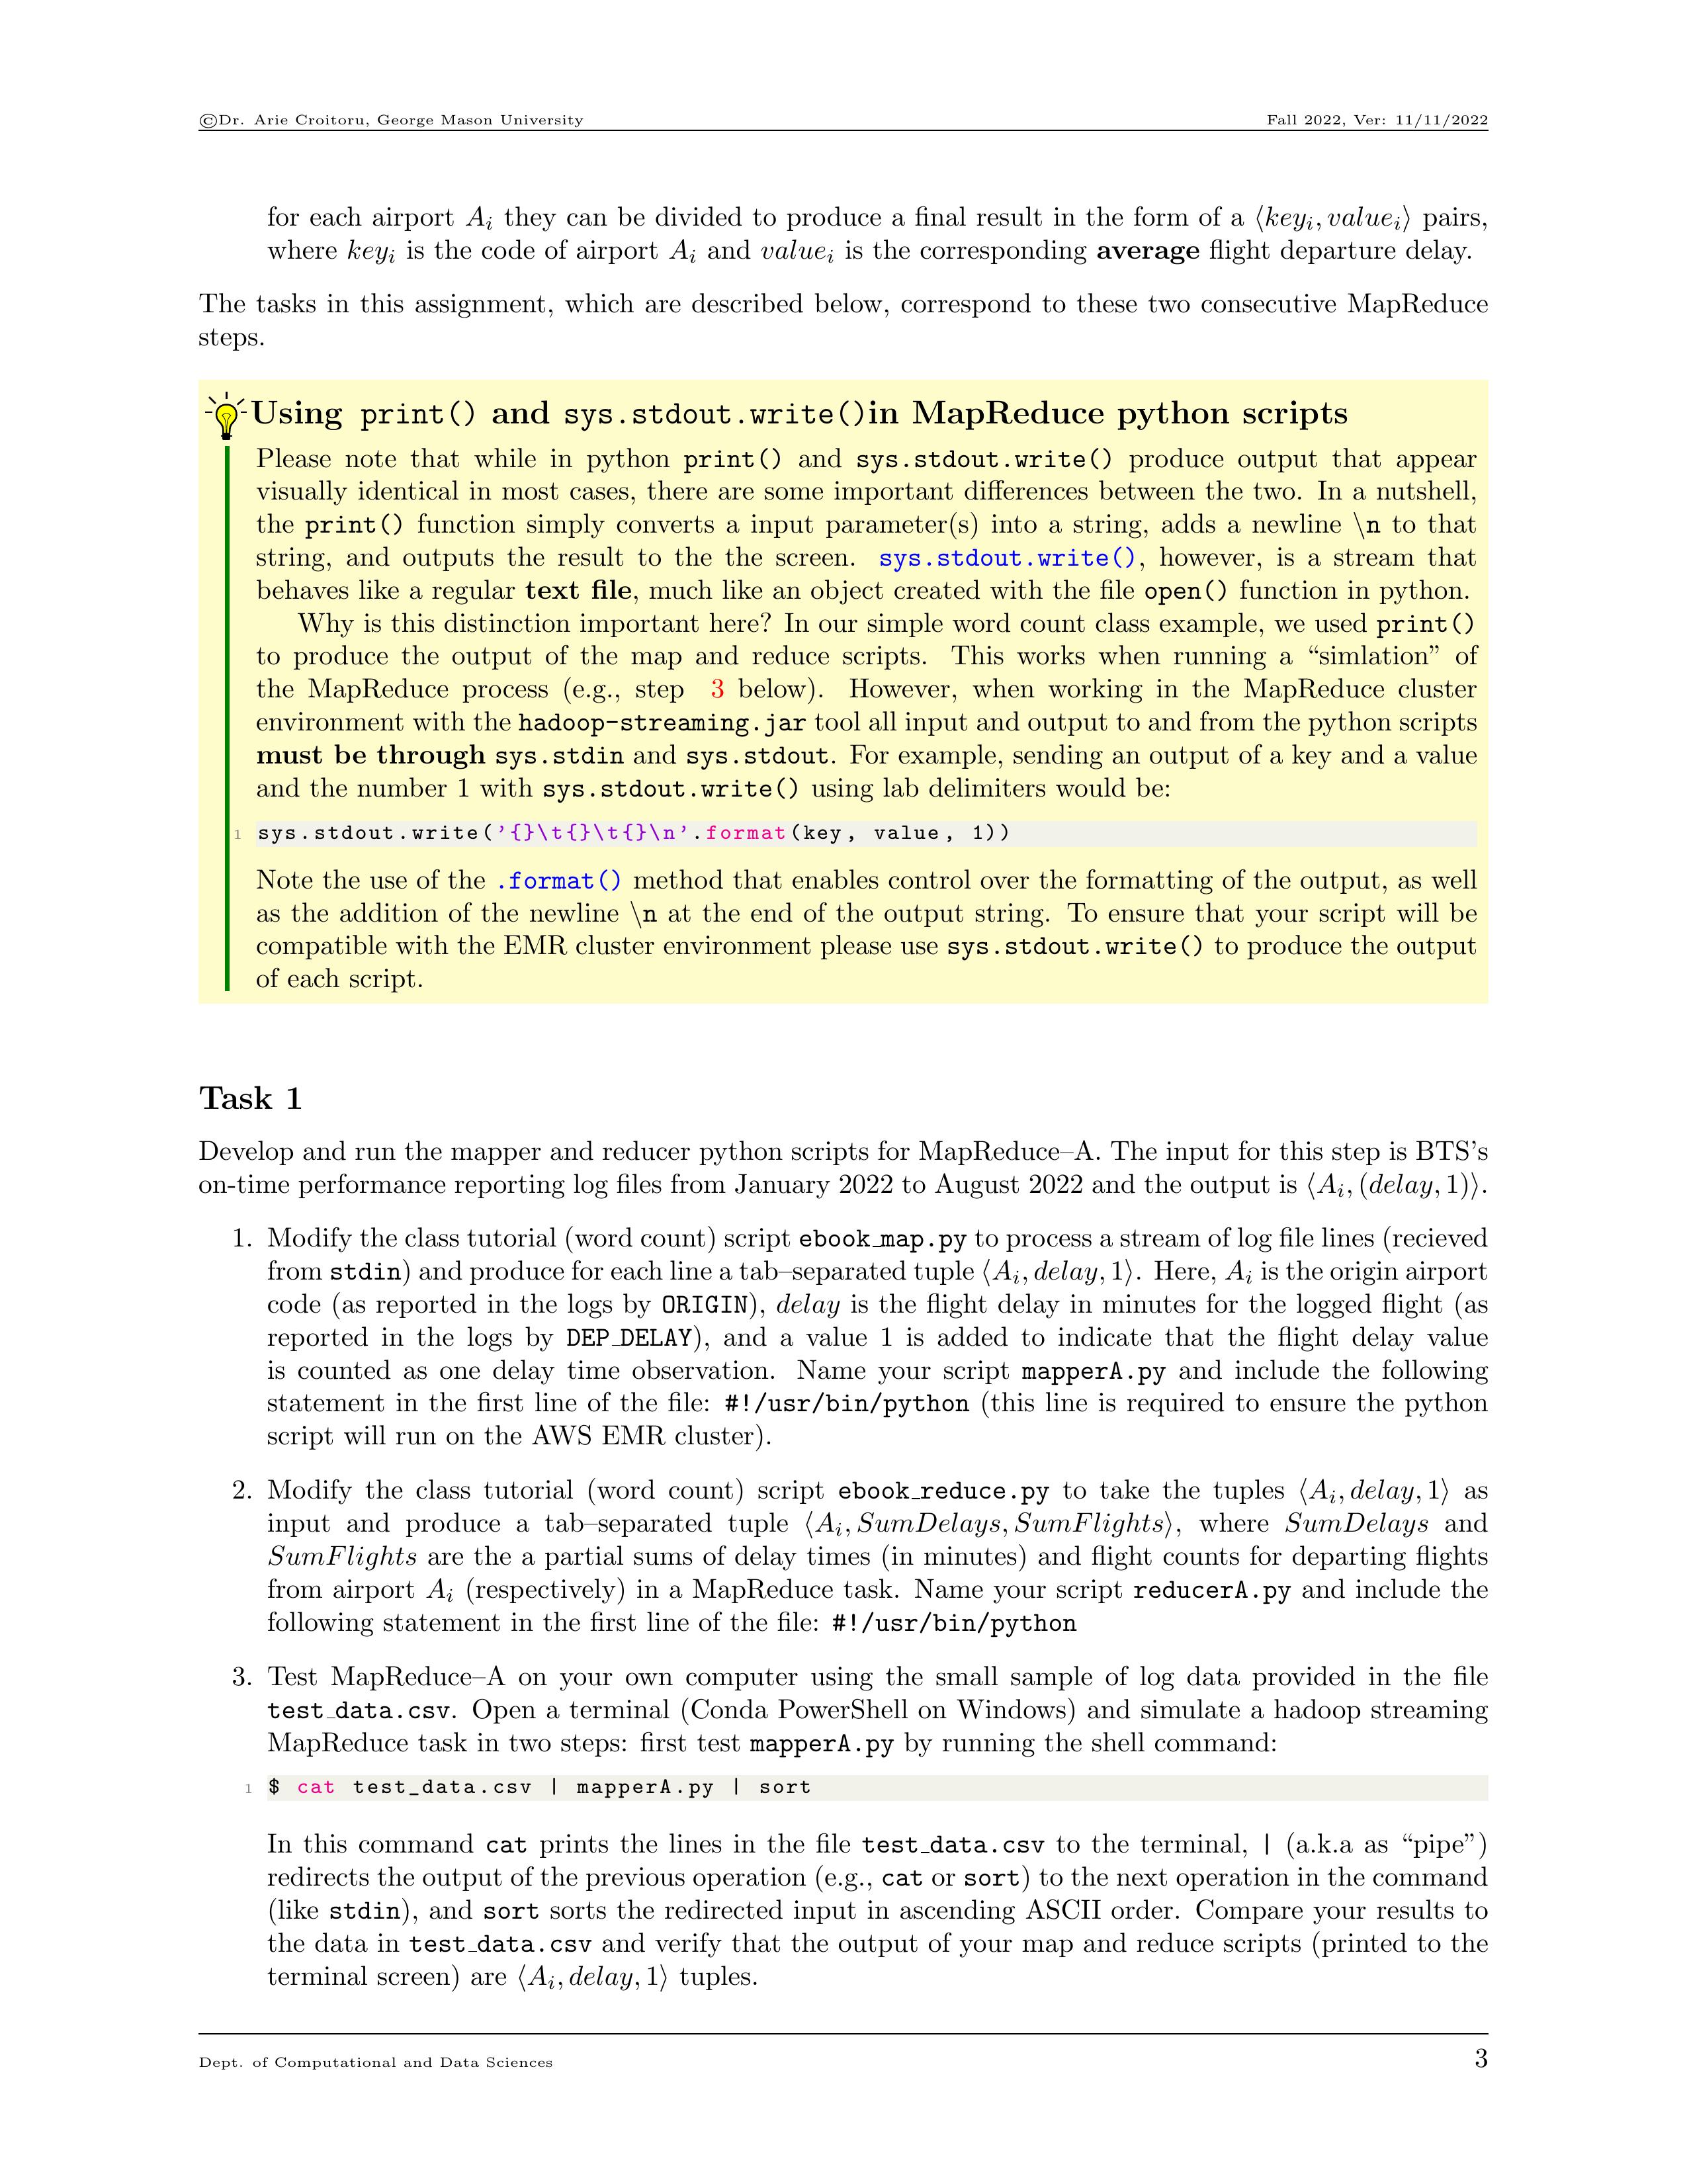 ©Dr. Arie Croitoru, George Mason University Fall 2022, Ver: 11/11/2022
for each airport Aᵢ they can be divided to produce a final result in the form of a ⟨keyᵢ, valueᵢ⟩ pairs,
where keyᵢ is the code of airport Aᵢ and valueᵢ is the corresponding average flight departure delay.
The tasks in this assignment, which are described below, correspond to these two consecutive MapReduce
steps.
Using print() and sys.stdout.write()in MapReduce python scripts
Please note that while in python print() and sys.stdout.write() produce output that appear
visually identical in most cases, there are some important differences between the two. In a nutshell,
the print() function simply converts a input parameter(s) into a string, adds a newline \n to that
string, and outputs the result to the the screen. sys.stdout.write(), however, is a stream that
behaves like a regular text file, much like an object created with the file open() function in python.
Why is this distinction important here? In our simple word count class example, we used print()
to produce the output of the map and reduce scripts. This works when running a “simlation” of
the MapReduce process (e.g., step 3 below). However, when working in the MapReduce cluster
environment with the hadoop-streaming.jar tool all input and output to and from the python scripts
must be through sys.stdin and sys.stdout. For example, sending an output of a key and a value
and the number 1 with sys.stdout.write() using lab delimiters would be:
1 sys.stdout.write('{}\t{}\t{}\n'.format(key, value, 1))
Note the use of the .format() method that enables control over the formatting of the output, as well
as the addition of the newline \n at the end of the output string. To ensure that your script will be
compatible with the EMR cluster environment please use sys.stdout.write() to produce the output
of each script.
Task 1
Develop and run the mapper and reducer python scripts for MapReduce–A. The input for this step is BTS’s
on-time performance reporting log files from January 2022 to August 2022 and the output is ⟨Aᵢ, (delay, 1)⟩.
1. Modify the class tutorial (word count) script ebook_map.py to process a stream of log file lines (recieved
from stdin) and produce for each line a tab–separated tuple ⟨Aᵢ, delay, 1⟩. Here, Aᵢ is the origin airport
code (as reported in the logs by ORIGIN), delay is the flight delay in minutes for the logged flight (as
reported in the logs by DEP_DELAY), and a value 1 is added to indicate that the flight delay value
is counted as one delay time observation. Name your script mapperA.py and include the following
statement in the first line of the file: #!/usr/bin/python (this line is required to ensure the python
script will run on the AWS EMR cluster).
2. Modify the class tutorial (word count) script ebook_reduce.py to take the tuples ⟨Aᵢ, delay, 1⟩ as
input and produce a tab–separated tuple ⟨Aᵢ, SumDelays, SumFlights⟩, where SumDelays and
SumFlights are the a partial sums of delay times (in minutes) and flight counts for departing flights
from airport Aᵢ (respectively) in a MapReduce task. Name your script reducerA.py and include the
following statement in the first line of the file: #!/usr/bin/python
3. Test MapReduce–A on your own computer using the small sample of log data provided in the file
test_data.csv. Open a terminal (Conda PowerShell on Windows) and simulate a hadoop streaming
MapReduce task in two steps: first test mapperA.py by running the shell command:
1 $ cat test_data.csv | mapperA.py | sort
In this command cat prints the lines in the file test_data.csv to the terminal, | (a.k.a as “pipe”)
redirects the output of the previous operation (e.g., cat or sort) to the next operation in the command
(like stdin), and sort sorts the redirected input in ascending ASCII order. Compare your results to
the data in test_data.csv and verify that the output of your map and reduce scripts (printed to the
terminal screen) are ⟨Aᵢ, delay, 1⟩ tuples.
Dept. of Computational and Data Sciences 3